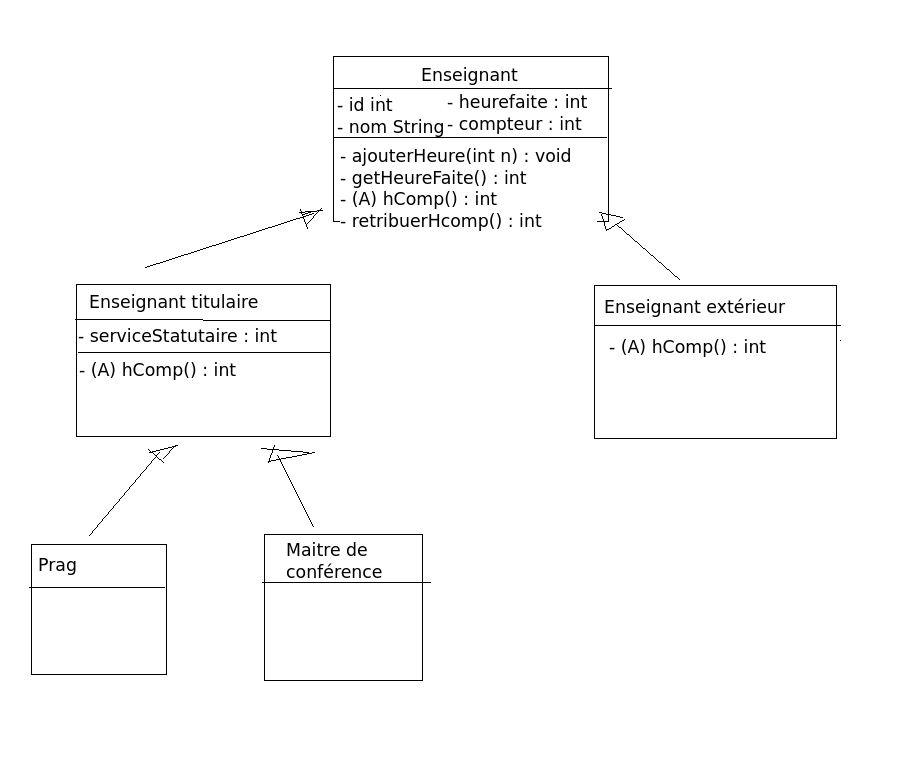 Enseignant
- id int
- nom String
- heurefaite : int
- compteur : int
- ajouterHeure(int n) : void
- getHeureFaite() : int
- (A) hComp() : int
- retribuerHcomp() : int
Enseignant titulaire
- serviceStatutaire : int
- (A) hComp() : int
Enseignant extérieur
- (A) hComp() : int
Prag
Maitre de
conférence